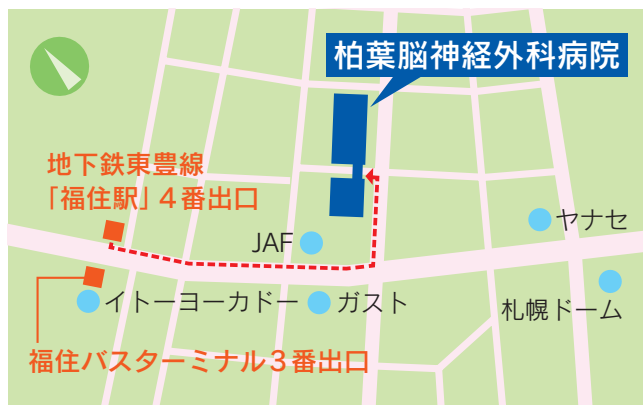 柏葉脳神経外科病院
地下鉄東豊線
「福住駅」4番出口
ヤナセ
JAF
イトーヨーカドー
ガスト
札幌ドーム
福住バスターミナル3番出口